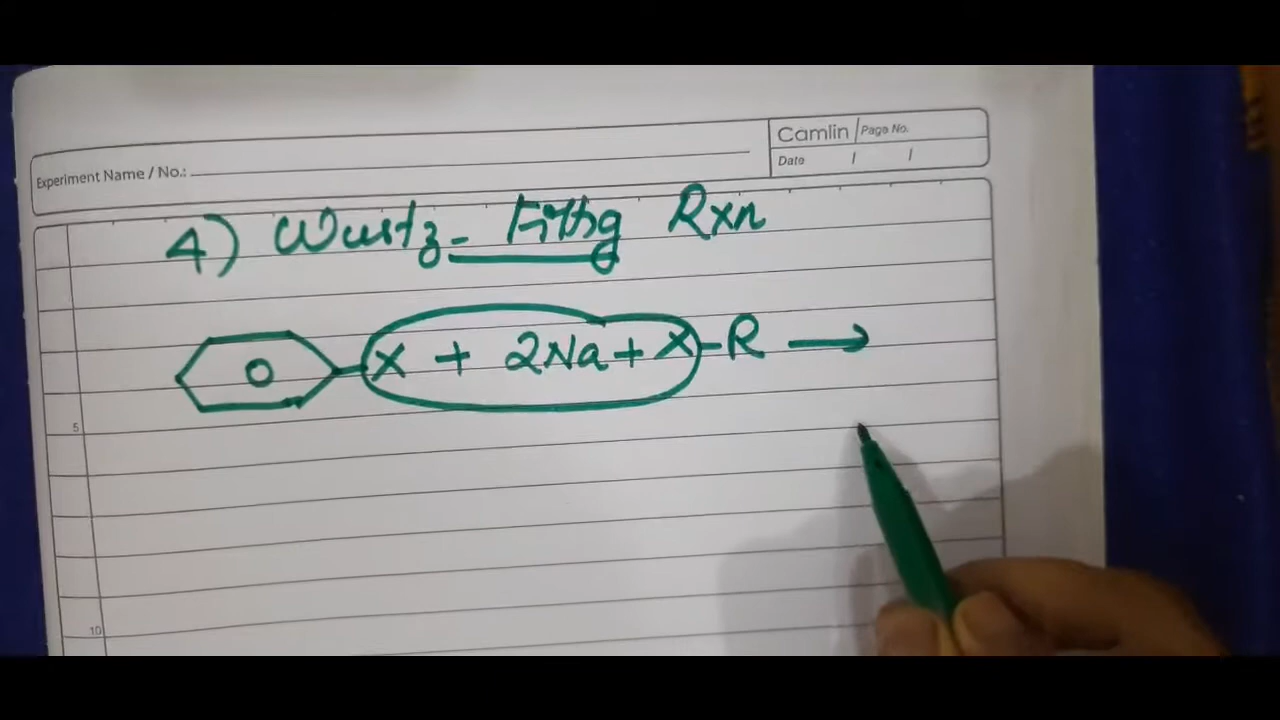 Camlin Page No.
Experiment Name / No.:
Date / /
4) Wurtz - Fittig Rxn
X + 2Na + X - R →
5
10